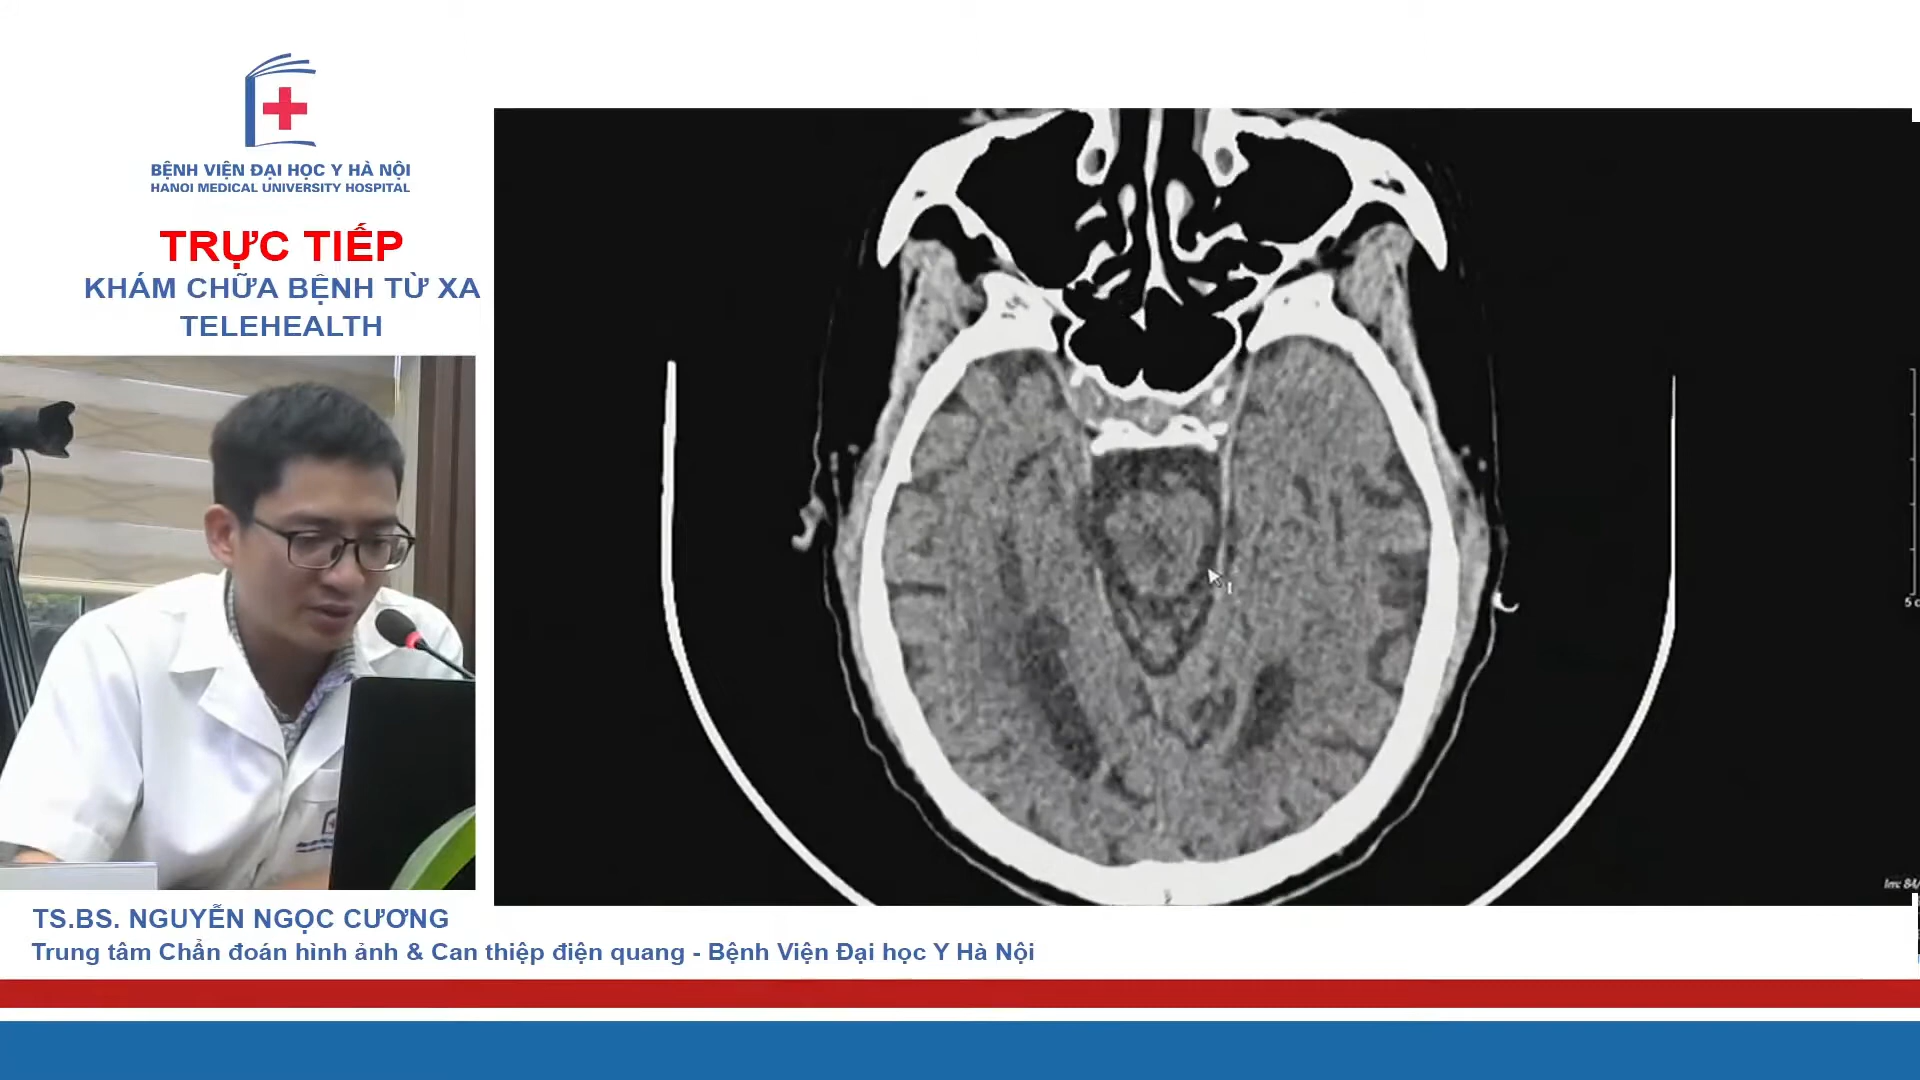 BỆNH VIỆN ĐẠI HỌC Y HÀ NỘI
HANOI MEDICAL UNIVERSITY HOSPITAL
TRỰC TIẾP
KHÁM CHỮA BỆNH TỪ XA
TELEHEALTH
TS.BS. NGUYỄN NGỌC CƯƠNG
Trung tâm Chẩn đoán hình ảnh & Can thiệp điện quang - Bệnh Viện Đại học Y Hà Nội